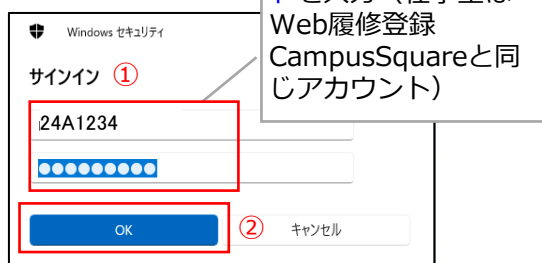 Windows セキュリティ
サインイン ①
24A1234
●●●●●●●●●
OK
②
キャンセル
Web履修登録
CampusSquareと同
じアカウント）